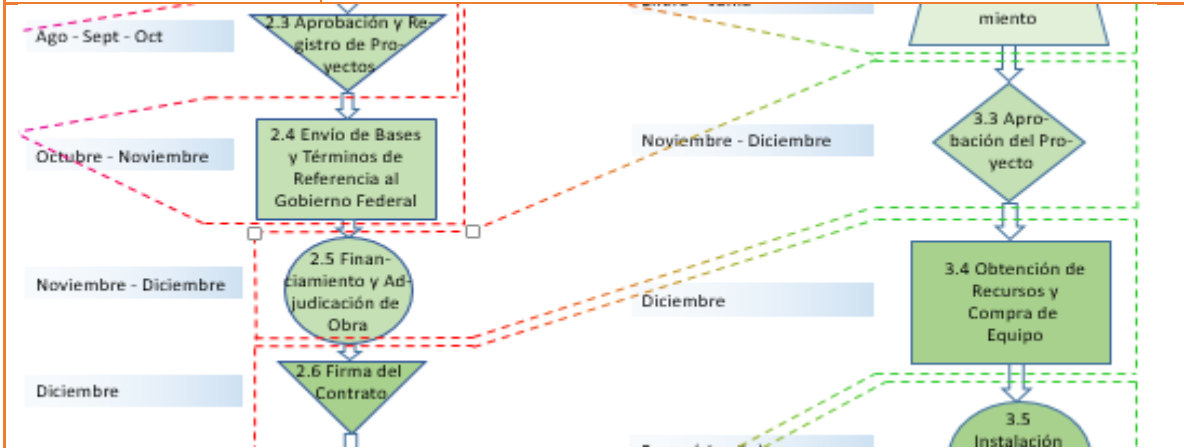 2.3 Aprobación y Re-
gistro de Pro-
yectos
Ago - Sept - Oct
2.4 Envio de Bases
y Términos de
Referencia al
Gobierno Federal
Octubre - Noviembre
2.5 Finan-
ciamiento y Ad-
judicación de
Obra
Noviembre - Diciembre
2.6 Firma del
Contrato
Diciembre
miento
3.3 Apro-
bación del Pro-
yecto
Noviembre - Diciembre
3.4 Obtención de
Recursos y
Compra de
Equipo
Diciembre
3.5
Instalación